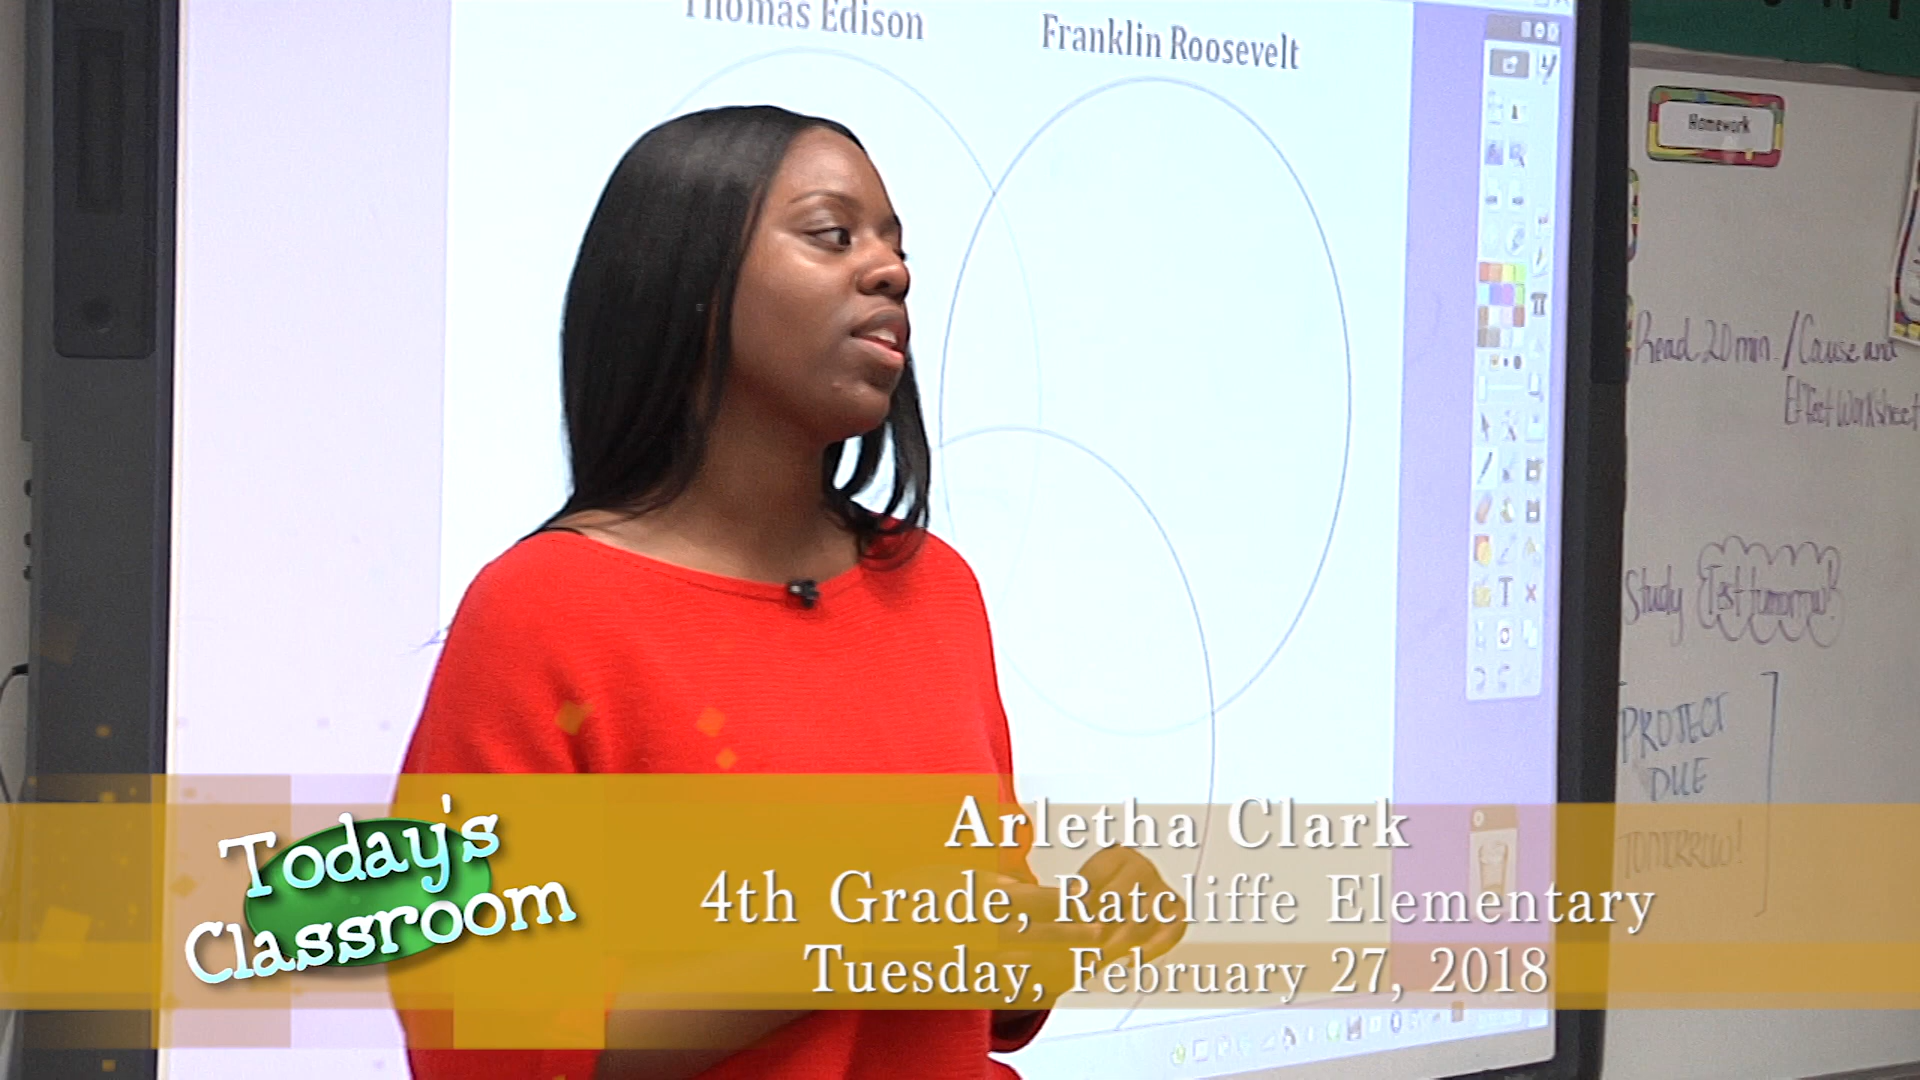 Thomas Edison
Franklin Roosevelt
Homework
Read 20 min. / Cause and
Effect Worksheet
Study Test tumorrow!
PROJECT
DUE
TOMORROW!
Today's
Classroom
Arletha Clark
4th Grade, Ratcliffe Elementary
Tuesday, February 27, 2018